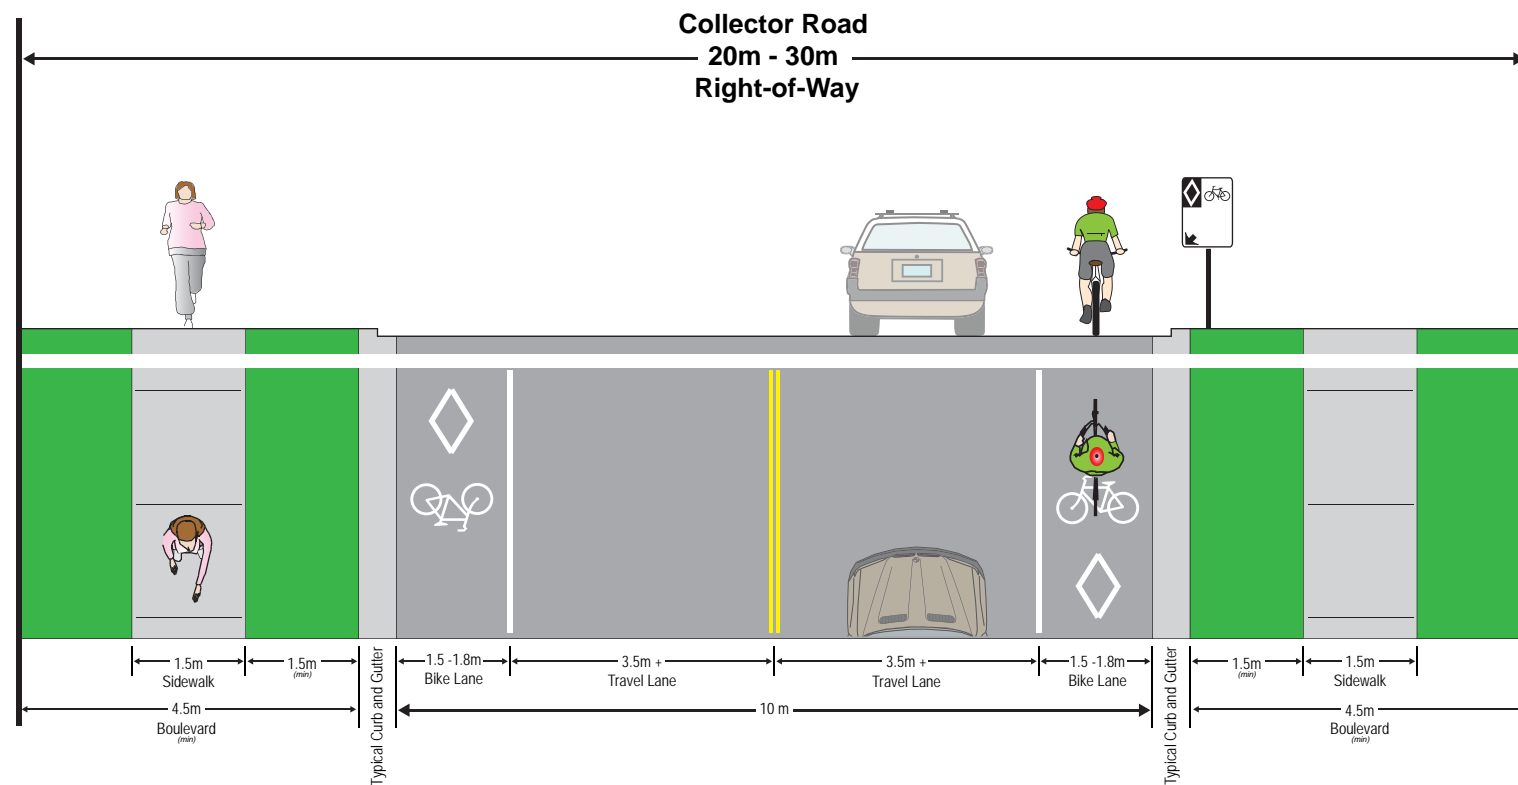 Collector Road
20m - 30m
Right-of-Way
1.5m
Sidewalk
1.5m
(min)
4.5m
Boulevard
(min)
Typical Curb and Gutter
1.5 -1.8m
Bike Lane
3.5m +
Travel Lane
3.5m +
Travel Lane
1.5 -1.8m
Bike Lane
10 m
Typical Curb and Gutter
1.5m
(min)
1.5m
Sidewalk
4.5m
Boulevard
(min)